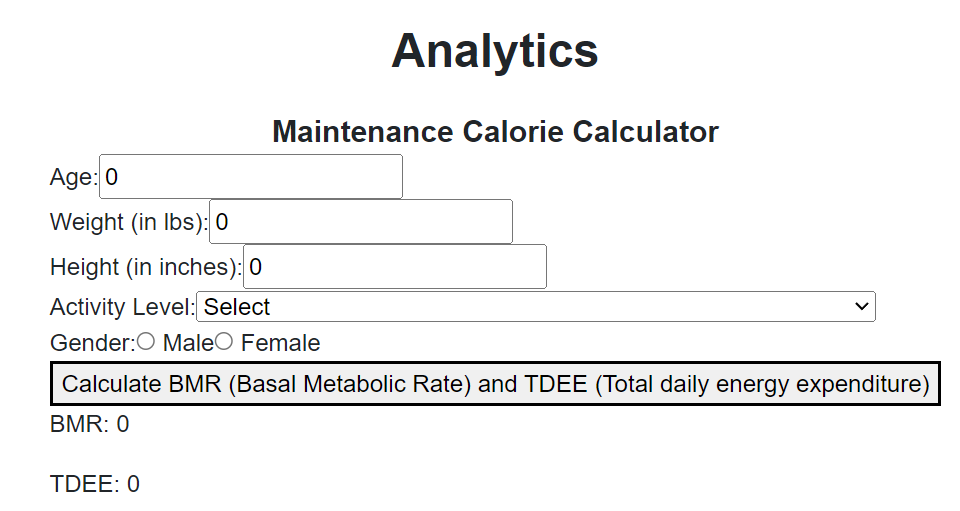 Analytics
Maintenance Calorie Calculator
Age: 0
Weight (in lbs): 0
Height (in inches): 0
Activity Level: Select
Gender: Male Female
Calculate BMR (Basal Metabolic Rate) and TDEE (Total daily energy expenditure)
BMR: 0
TDEE: 0